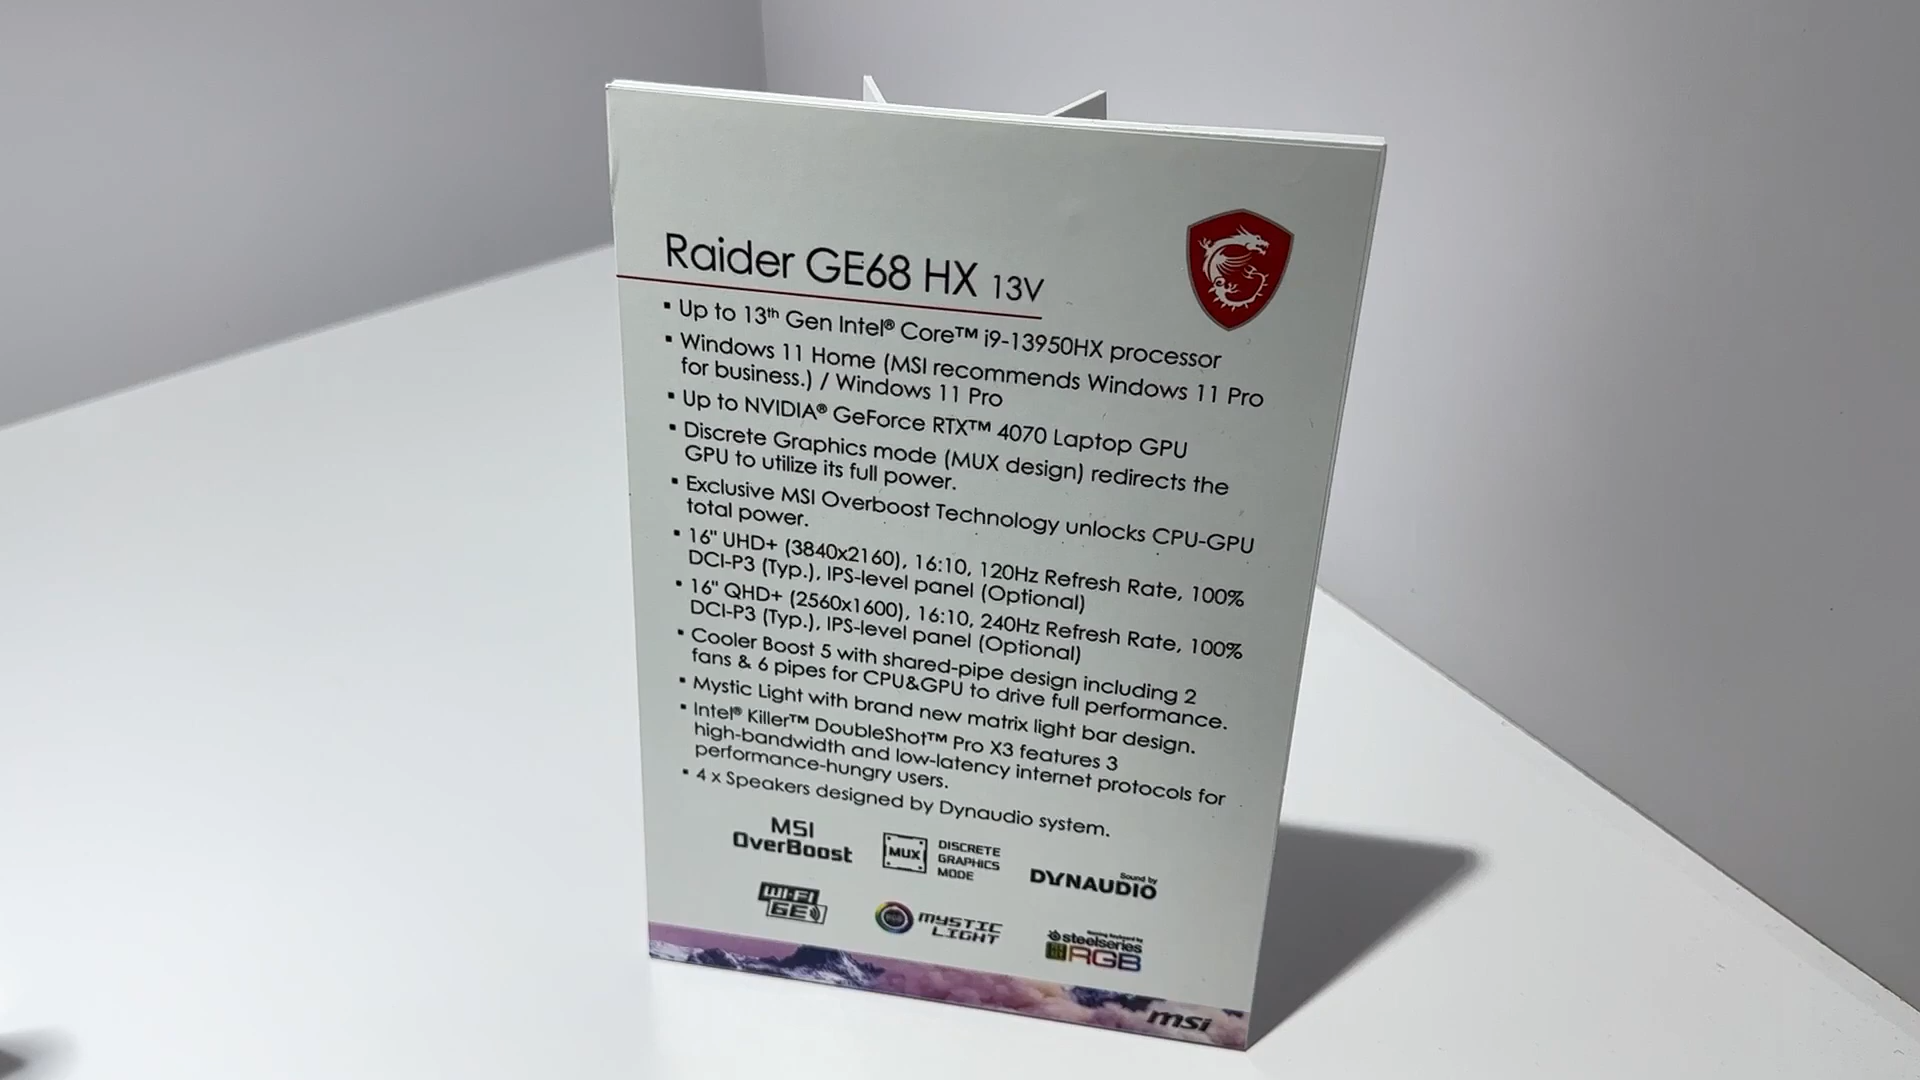 Raider GE68 HX 13V
▪ Up to 13th Gen Intel® Core™ i9-13950HX processor
▪ Windows 11 Home (MSI recommends Windows 11 Pro
for business.) / Windows 11 Pro
▪ Up to NVIDIA® GeForce RTX™ 4070 Laptop GPU
▪ Discrete Graphics mode (MUX design) redirects the
GPU to utilize its full power.
▪ Exclusive MSI Overboost Technology unlocks CPU-GPU
total power.
▪ 16" UHD+ (3840x2160), 16:10, 120Hz Refresh Rate, 100%
DCI-P3 (Typ.), IPS-level panel (Optional)
▪ 16" QHD+ (2560x1600), 16:10, 240Hz Refresh Rate, 100%
DCI-P3 (Typ.), IPS-level panel (Optional)
▪ Cooler Boost 5 with shared-pipe design including 2
fans & 6 pipes for CPU&GPU to drive full performance.
▪ Mystic Light with brand new matrix light bar design.
▪ Intel® Killer™ DoubleShot™ Pro X3 features 3
high-bandwidth and low-latency internet protocols for
performance-hungry users.
▪ 4 x Speakers designed by Dynaudio system.
MSI
OverBoost
MUX
DISCRETE
GRAPHICS
MODE
Sound by
DYNAUDIO
WI-FI
6E
MYSTIC
LIGHT
steelseries
RGB
msi